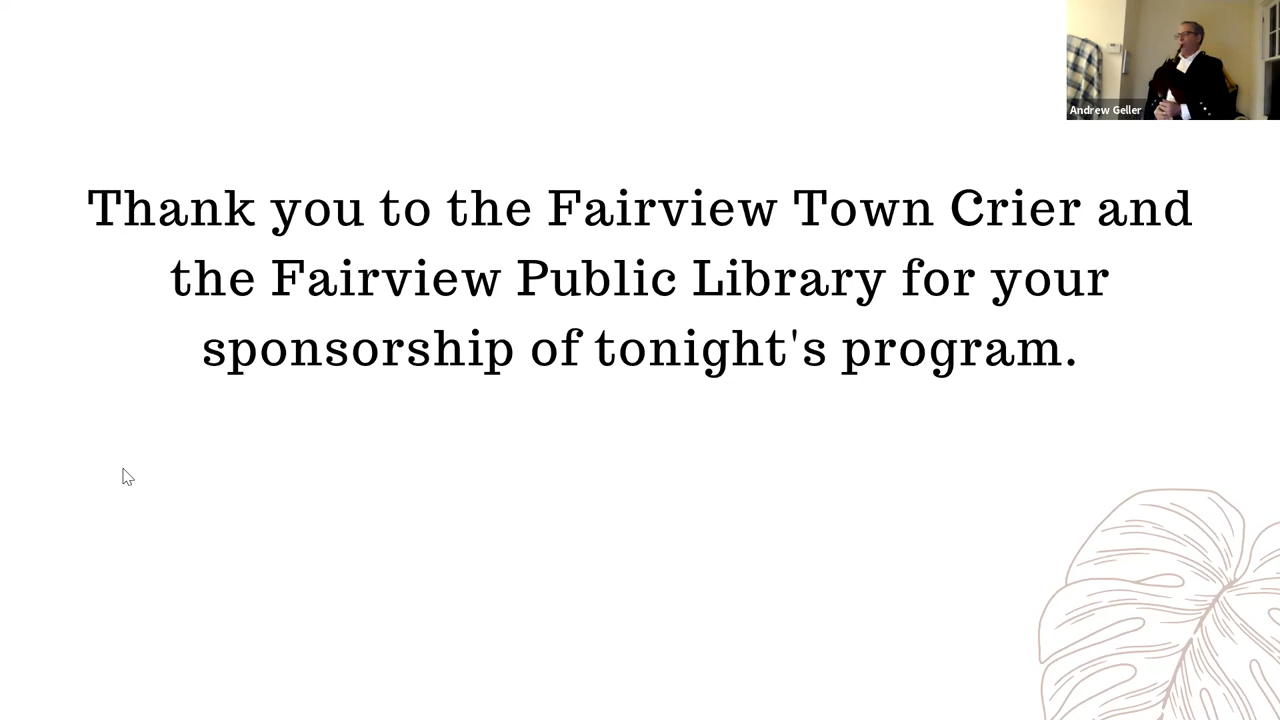 Andrew Geller
Thank you to the Fairview Town Crier and
the Fairview Public Library for your
sponsorship of tonight's program.